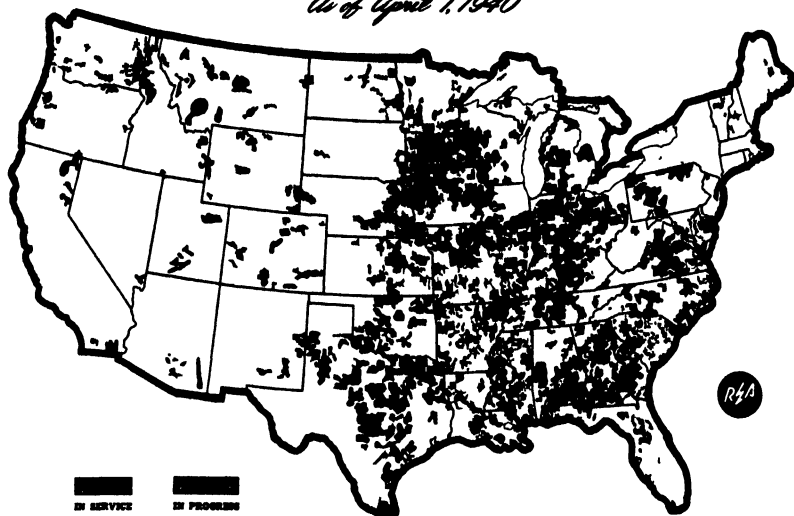 As of April 1, 1940
REA
IN SERVICE
IN PROGRESS